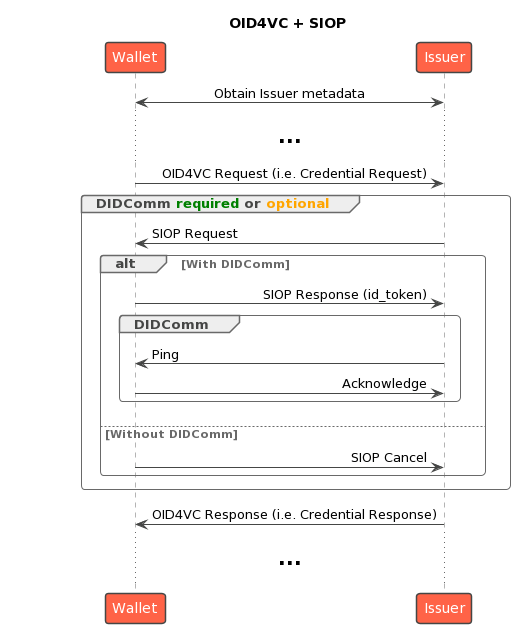 OID4VC + SIOP
Wallet Issuer
Obtain Issuer metadata
...
OID4VC Request (i.e. Credential Request)
DIDComm required or optional
SIOP Request
alt [With DIDComm]
SIOP Response (id_token)
DIDComm
Ping
Acknowledge
[Without DIDComm]
SIOP Cancel
OID4VC Response (i.e. Credential Response)
...
Wallet Issuer